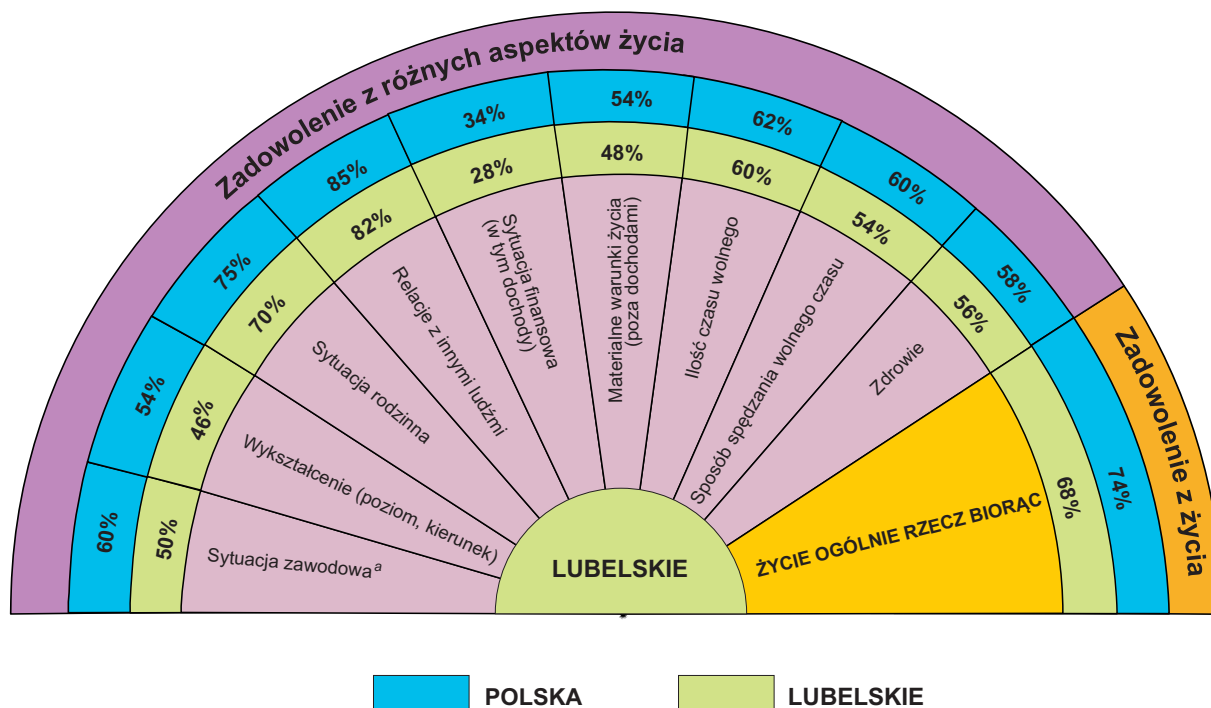 Zadowolenie z różnych aspektów życia
Zadowolenie z życia
60%
54%
75%
85%
34%
54%
62%
60%
58%
74%
50%
46%
70%
82%
28%
48%
60%
54%
56%
68%
Sytuacja zawodowaª
Wykształcenie (poziom, kierunek)
Sytuacja rodzinna
Relacje z innymi ludźmi
Sytuacja finansowa
(w tym dochody)
Materialne warunki życia
(poza dochodami)
Ilość czasu wolnego
Sposób spędzania wolnego czasu
Zdrowie
ŻYCIE OGÓLNIE RZECZ BIORĄC
LUBELSKIE
POLSKA
LUBELSKIE